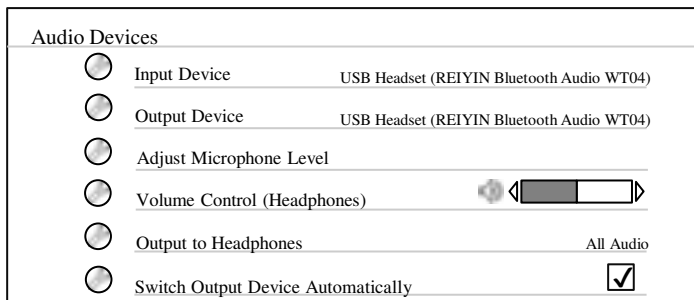 Audio Devices
Input Device USB Headset (REIYIN Bluetooth Audio WT04)
Output Device USB Headset (REIYIN Bluetooth Audio WT04)
Adjust Microphone Level
Volume Control (Headphones)
Output to Headphones All Audio
Switch Output Device Automatically